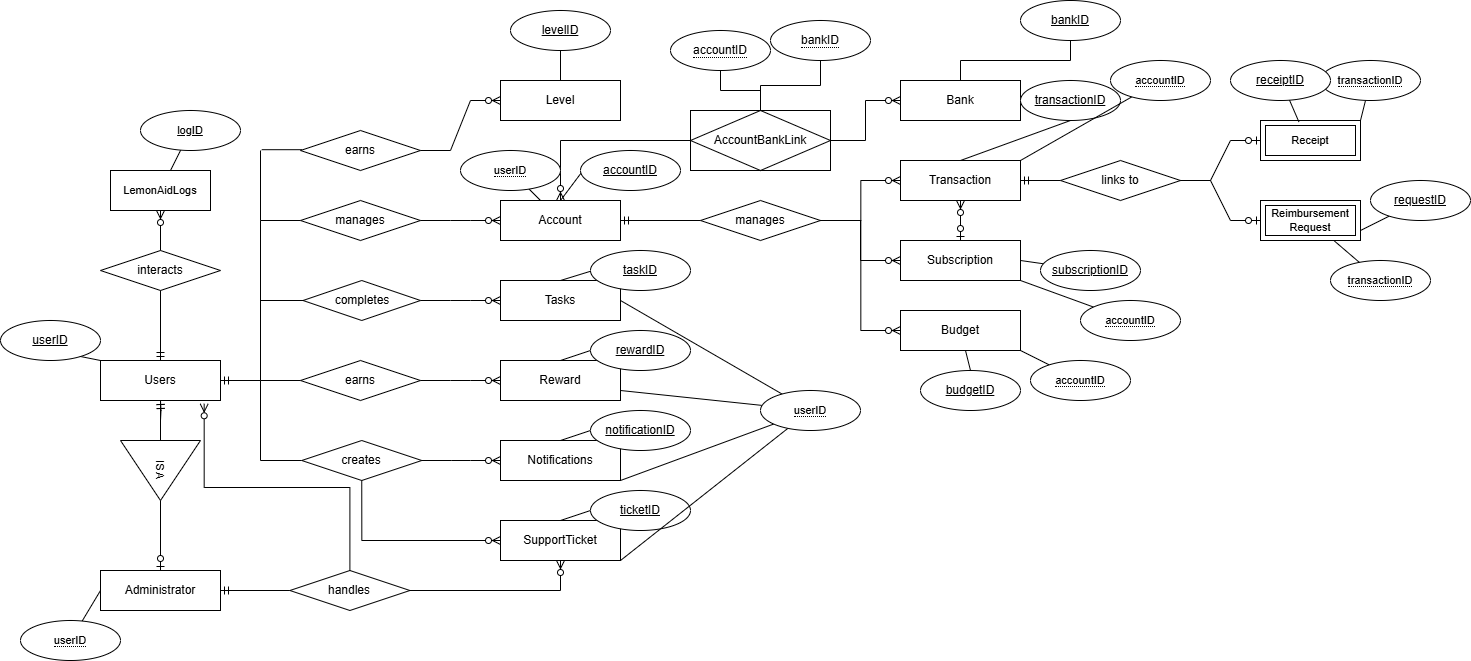 bankID
levelID
bankID
accountID
accountID
receiptID
transactionID
Level
Bank
transactionID
logID
AccountBankLink
Receipt
earns
userID
accountID
Transaction
links to
LemonAidLogs
requestID
manages
Account
manages
Reimbursement
Request
Subscription
subscriptionID
interacts
taskID
transactionID
completes
Tasks
accountID
userID
Budget
rewardID
Users
earns
Reward
budgetID
accountID
userID
notificationID
creates
Notifications
ISA
ticketID
SupportTicket
Administrator
handles
userID